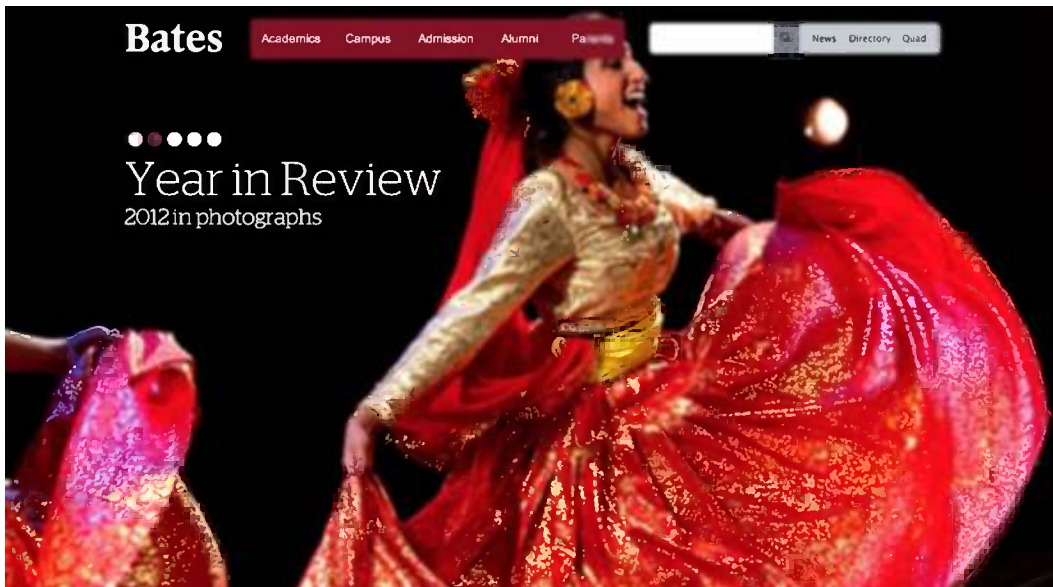 Bates
Academics Campus Admission Alumni Parents
News Directory Quad
Year in Review
2012 in photographs